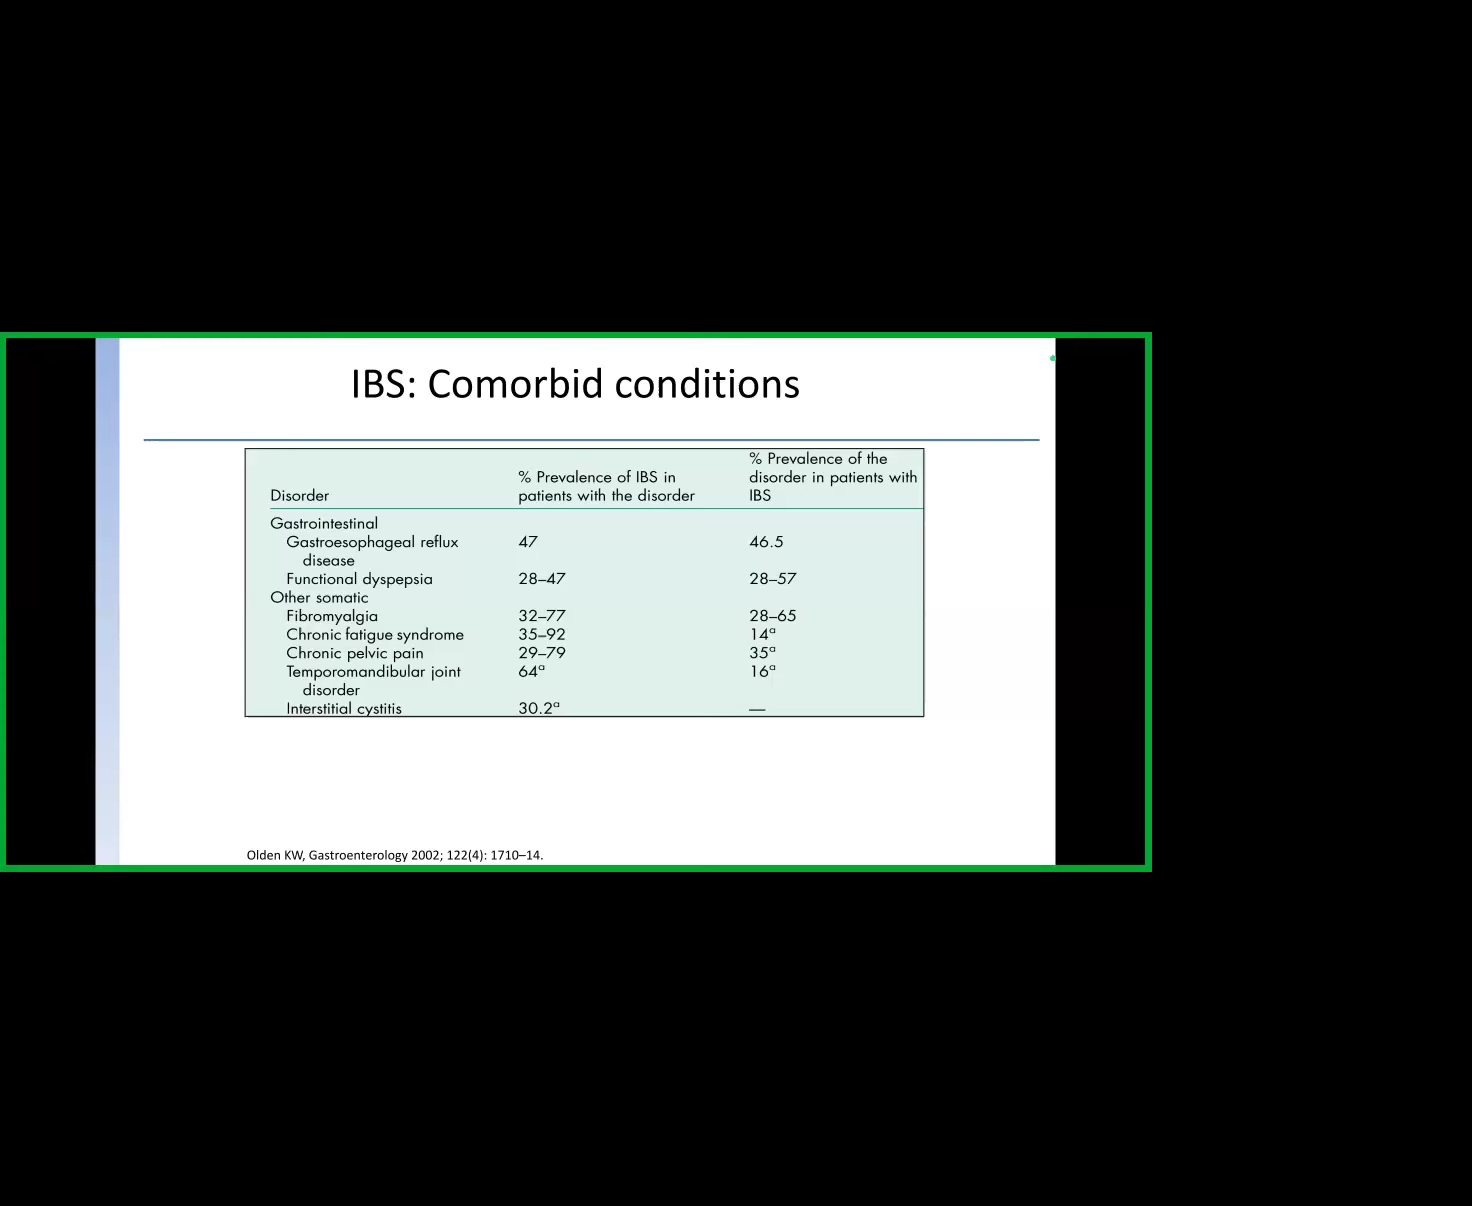 IBS: Comorbid conditions
Disorder % Prevalence of IBS in patients with the disorder % Prevalence of the disorder in patients with IBS
Gastrointestinal
Gastroesophageal reflux disease 47 46.5
Functional dyspepsia 28–47 28–57
Other somatic
Fibromyalgia 32–77 28–65
Chronic fatigue syndrome 35–92 14ᵃ
Chronic pelvic pain 29–79 35ᵃ
Temporomandibular joint disorder 64ᵃ 16ᵃ
Interstitial cystitis 30.2ᵃ —
Olden KW, Gastroenterology 2002; 122(4): 1710–14.